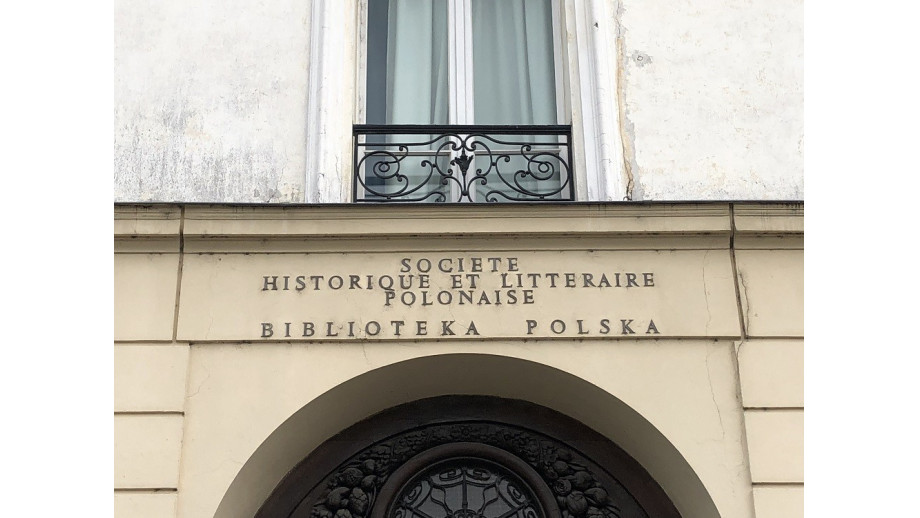 SOCIETE
HISTORIQUE ET LITTERAIRE
POLONAISE
BIBLIOTEKA POLSKA